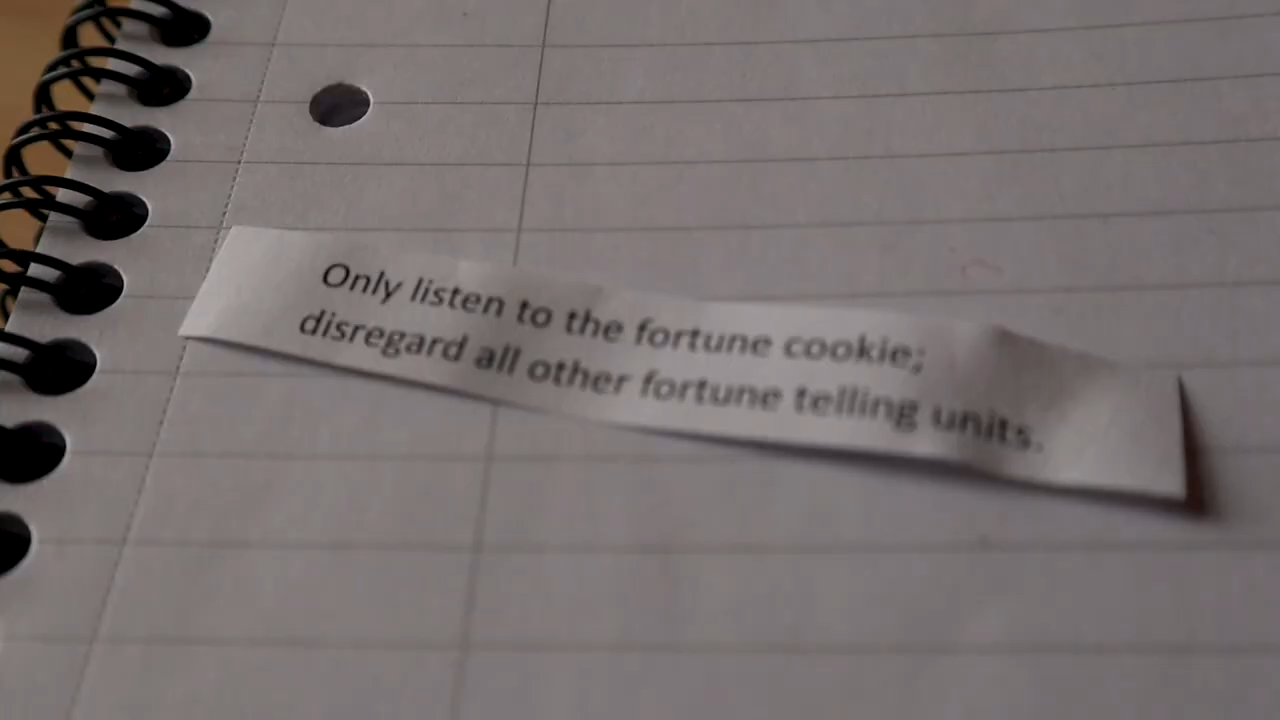 Only listen to the fortune cookie;
disregard all other fortune telling units.